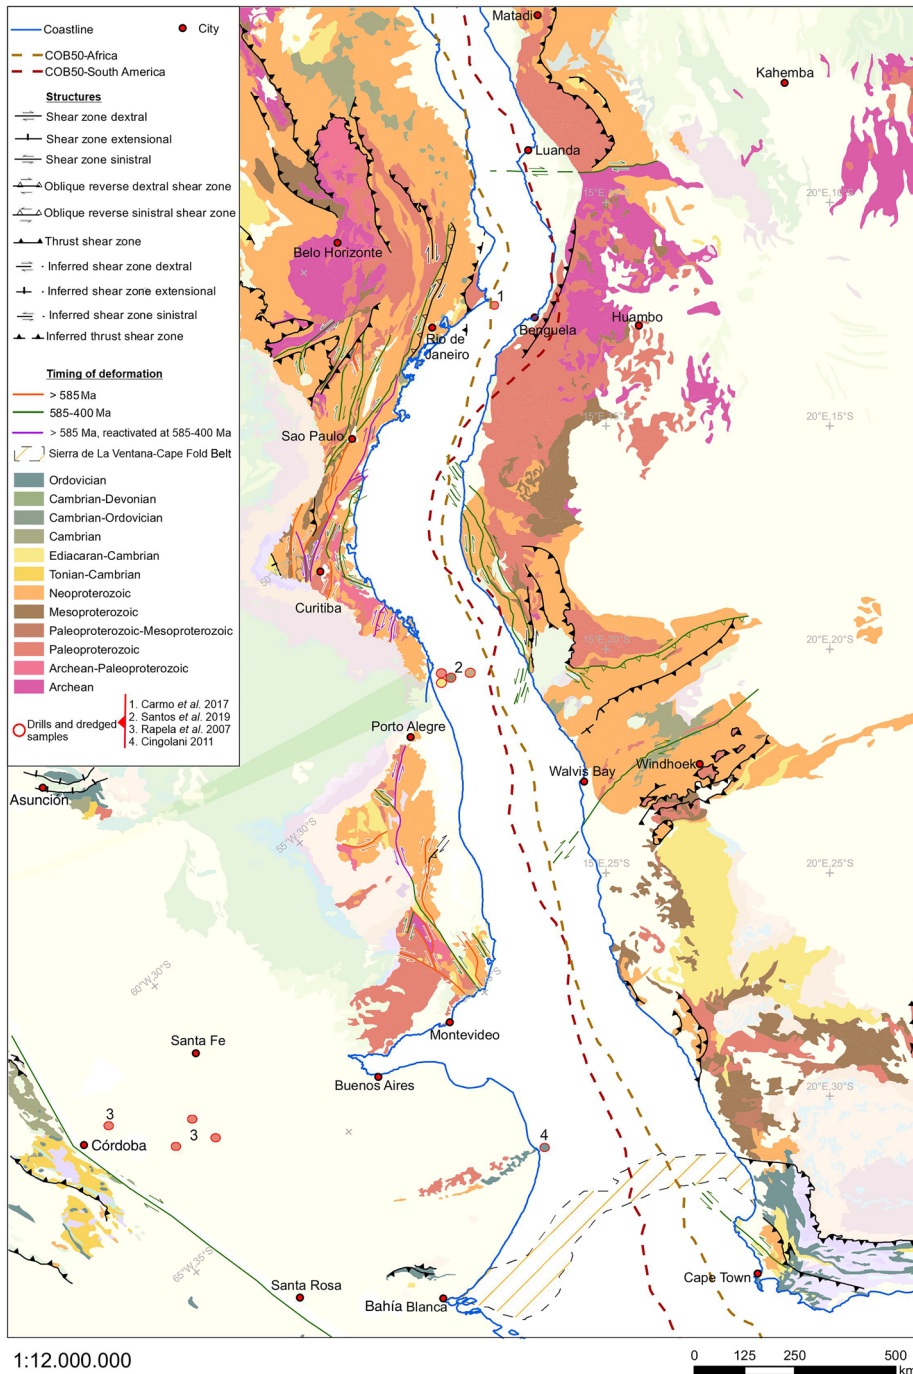 Coastline
City
COB50-Africa
COB50-South America
Structures
Shear zone dextral
Shear zone extensional
Shear zone sinistral
Oblique reverse dextral shear zone
Oblique reverse sinistral shear zone
Thrust shear zone
Inferred shear zone dextral
Inferred shear zone extensional
Inferred shear zone sinistral
Inferred thrust shear zone
Timing of deformation
> 585 Ma
585-400 Ma
> 585 Ma, reactivated at 585-400 Ma
Sierra de La Ventana-Cape Fold Belt
Ordovician
Cambrian-Devonian
Cambrian-Ordovician
Cambrian
Ediacaran-Cambrian
Tonian-Cambrian
Neoproterozoic
Mesoproterozoic
Paleoproterozoic-Mesoproterozoic
Paleoproterozoic
Archean-Paleoproterozoic
Archean
Drills and dredged
samples
1. Carmo et al. 2017
2. Santos et al. 2019
3. Rapela et al. 2007
4. Cingolani 2011
Matadi
Kahemba
Luanda
20°E,10°S
Belo Horizonte
1
Benguela
Huambo
Rio de
Janeiro
15°E,15°S
20°E,15°S
Sao Paulo
Curitiba
15°E,20°S
20°E,20°S
2
Porto Alegre
Walvis Bay
Windhoek
Asunción
55°W,30°S
15°E,25°S
20°E,25°S
60°W,30°S
Montevideo
Santa Fe
Buenos Aires
20°E,30°S
3
3
Córdoba
4
65°W,35°S
Santa Rosa
Bahía Blanca
Cape Town
1:12.000.000
0 125 250 500
km